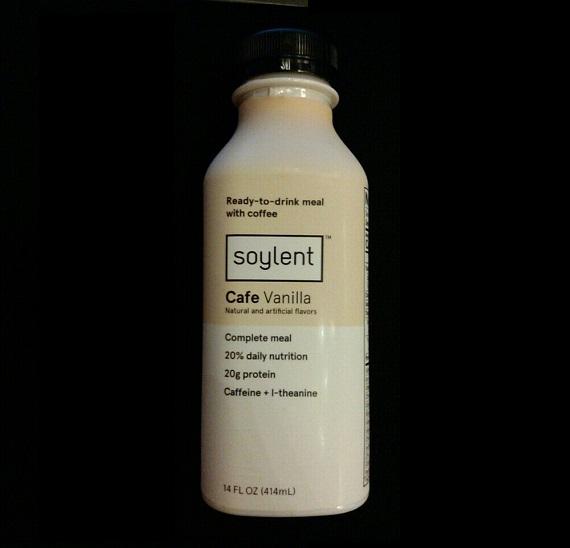 Ready-to-drink meal
with coffee
soylent™
Cafe Vanilla
Natural and artificial flavors
Complete meal
20% daily nutrition
20g protein
Caffeine + l-theanine
14 FL OZ (414mL)